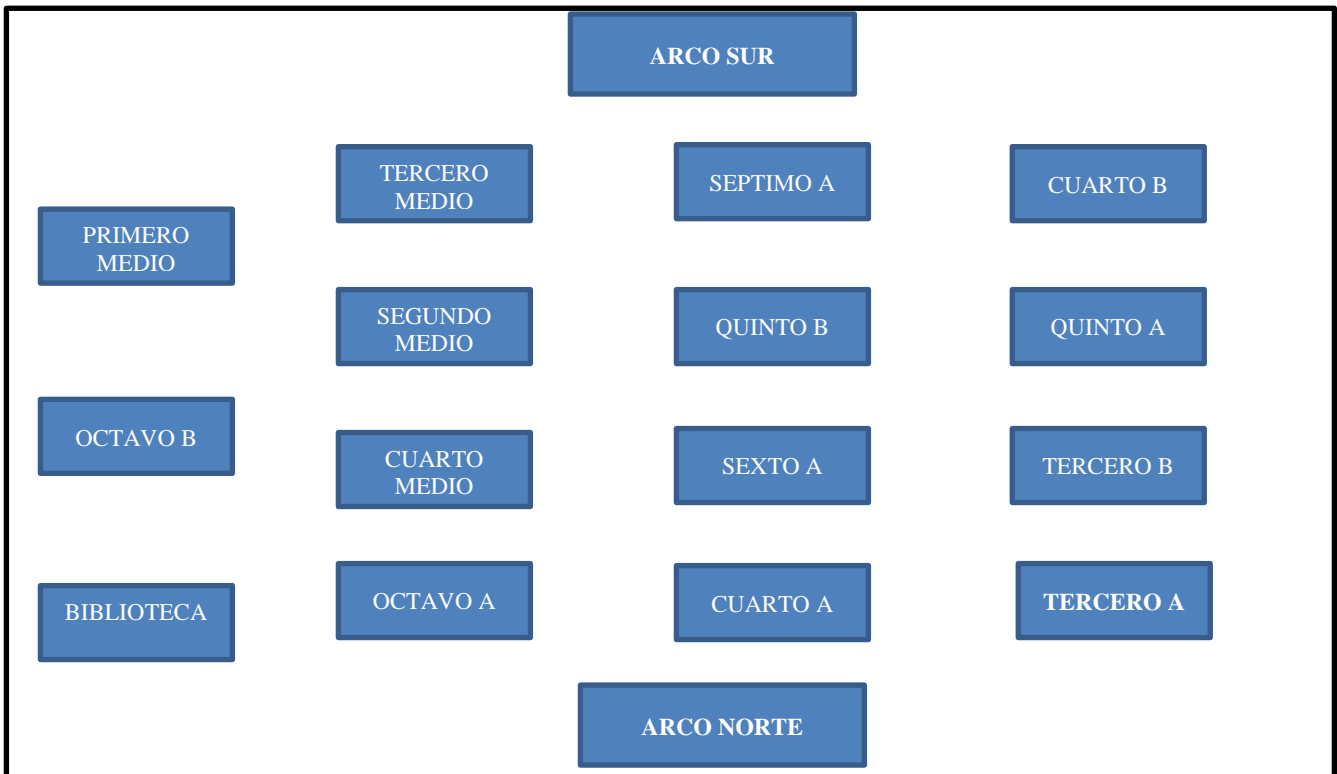 ARCO SUR
TERCERO
MEDIO
SEPTIMO A
CUARTO B
PRIMERO
MEDIO
SEGUNDO
MEDIO
QUINTO B
QUINTO A
OCTAVO B
CUARTO
MEDIO
SEXTO A
TERCERO B
BIBLIOTECA
OCTAVO A
CUARTO A
TERCERO A
ARCO NORTE